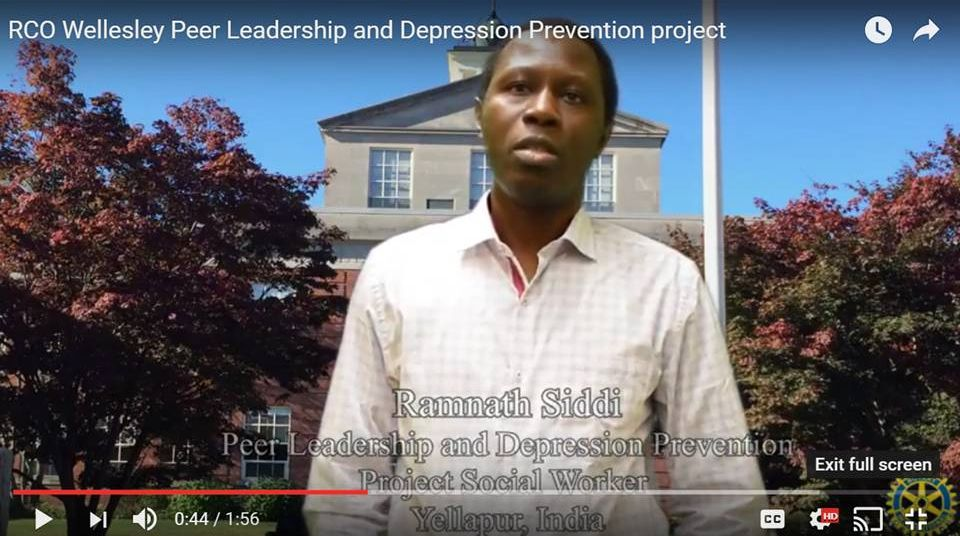 RCO Wellesley Peer Leadership and Depression Prevention project
Ramnath Siddi
Peer Leadership and Depression Prevention
Project Social Worker
Exit full screen
Yellapur, India
0:44 / 1:56
CC
HD